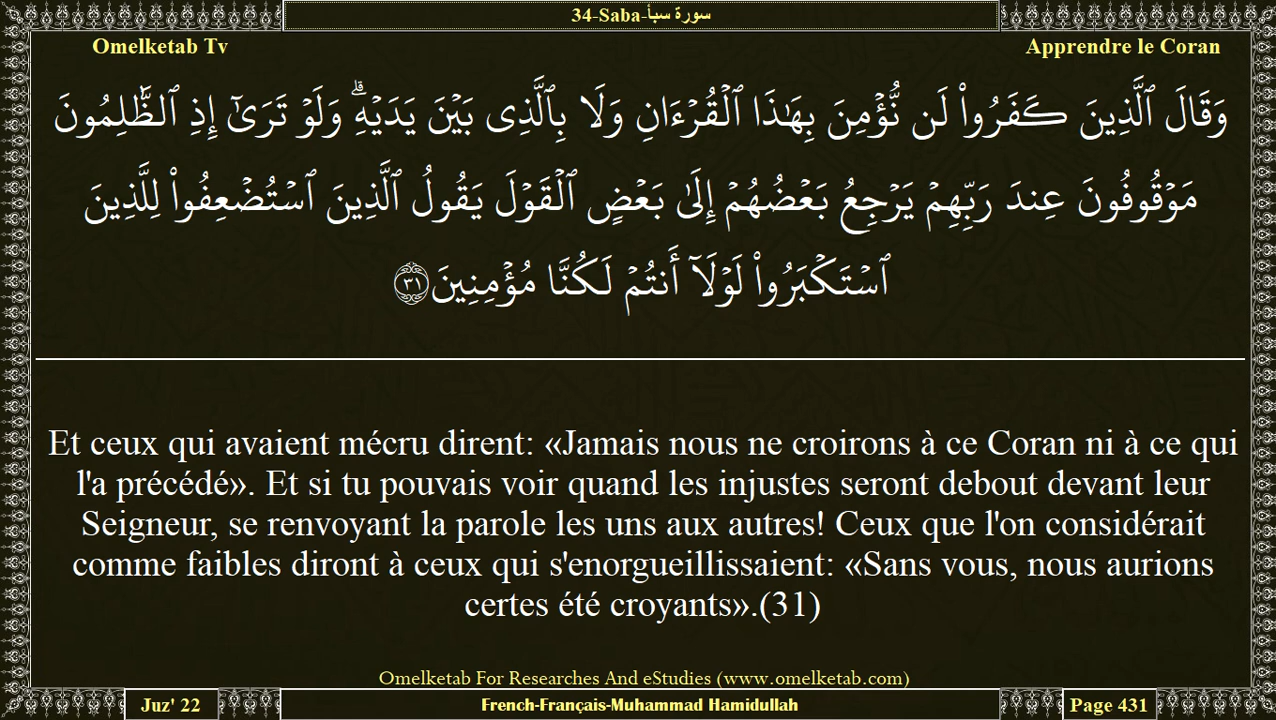 34-Saba-سورة سبأ
Omelketab Tv
Apprendre le Coran
وَقَالَ ٱلَّذِينَ كَفَرُوا۟ لَن نُّؤْمِنَ بِهَٰذَا ٱلْقُرْءَانِ وَلَا بِٱلَّذِى بَيْنَ يَدَيْهِ ۗ وَلَوْ تَرَىٰٓ إِذِ ٱلظَّٰلِمُونَ
مَوْقُوفُونَ عِندَ رَبِّهِمْ يَرْجِعُ بَعْضُهُمْ إِلَىٰ بَعْضٍ ٱلْقَوْلَ يَقُولُ ٱلَّذِينَ ٱسْتُضْعِفُوا۟ لِلَّذِينَ
ٱسْتَكْبَرُوا۟ لَوْلَآ أَنتُمْ لَكُنَّا مُؤْمِنِينَ ٣١
Et ceux qui avaient mécru dirent: «Jamais nous ne croirons à ce Coran ni à ce qui
l'a précédé». Et si tu pouvais voir quand les injustes seront debout devant leur
Seigneur, se renvoyant la parole les uns aux autres! Ceux que l'on considérait
comme faibles diront à ceux qui s'enorgueillissaient: «Sans vous, nous aurions
certes été croyants».(31)
Omelketab For Researches And eStudies (www.omelketab.com)
Juz' 22
French-Français-Muhammad Hamidullah
Page 431